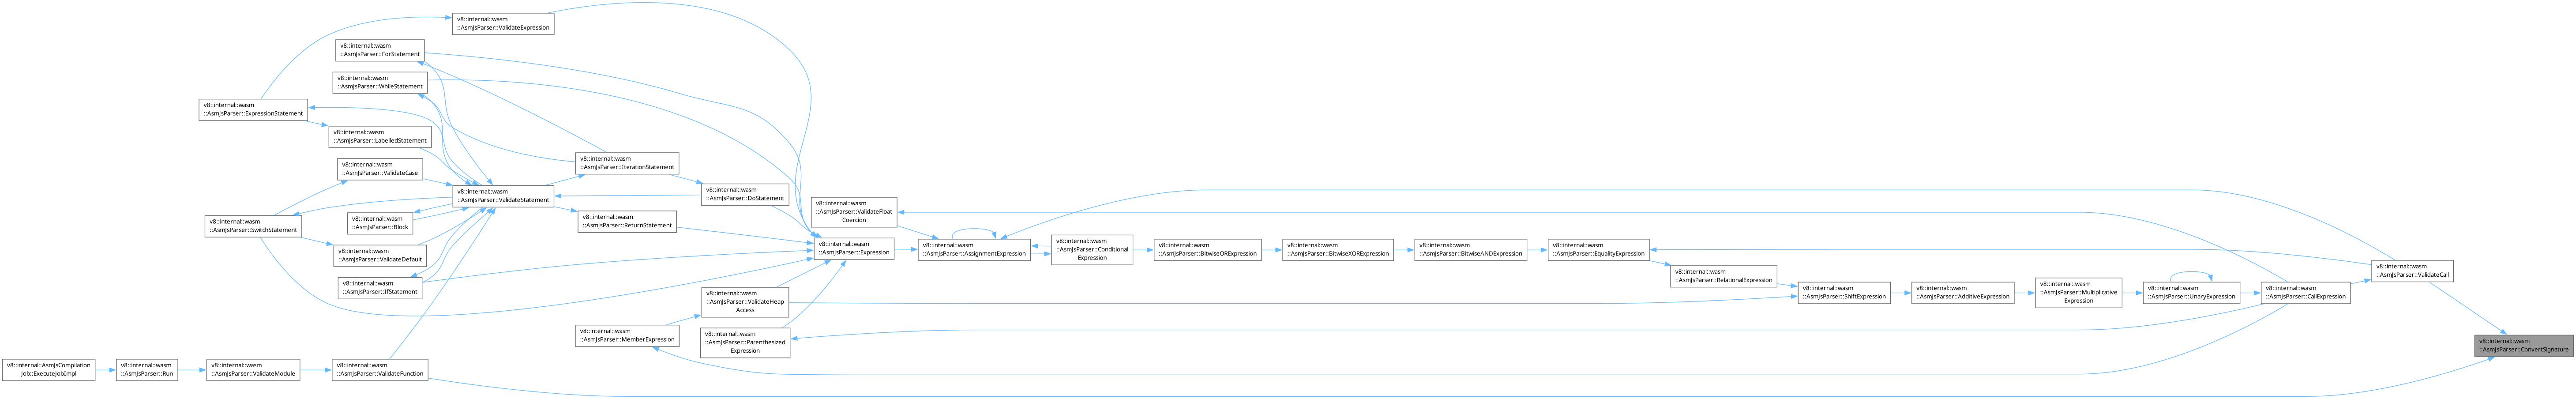 v8::internal::wasm
::AsmJsParser::ValidateExpression
v8::internal::wasm
::AsmJsParser::ForStatement
v8::internal::wasm
::AsmJsParser::WhileStatement
v8::internal::wasm
::AsmJsParser::ExpressionStatement
v8::internal::wasm
::AsmJsParser::LabelledStatement
v8::internal::wasm
::AsmJsParser::IterationStatement
v8::internal::wasm
::AsmJsParser::ValidateCase
v8::internal::wasm
::AsmJsParser::ValidateStatement
v8::internal::wasm
::AsmJsParser::DoStatement
v8::internal::wasm
::AsmJsParser::ValidateFloat
Coercion
v8::internal::wasm
::AsmJsParser::SwitchStatement
v8::internal::wasm
::AsmJsParser::Block
v8::internal::wasm
::AsmJsParser::ReturnStatement
v8::internal::wasm
::AsmJsParser::ValidateDefault
v8::internal::wasm
::AsmJsParser::Expression
v8::internal::wasm
::AsmJsParser::AssignmentExpression
v8::internal::wasm
::AsmJsParser::Conditional
Expression
v8::internal::wasm
::AsmJsParser::BitwiseORExpression
v8::internal::wasm
::AsmJsParser::BitwiseXORExpression
v8::internal::wasm
::AsmJsParser::BitwiseANDExpression
v8::internal::wasm
::AsmJsParser::EqualityExpression
v8::internal::wasm
::AsmJsParser::RelationalExpression
v8::internal::wasm
::AsmJsParser::ValidateCall
v8::internal::wasm
::AsmJsParser::IfStatement
v8::internal::wasm
::AsmJsParser::ValidateHeap
Access
v8::internal::wasm
::AsmJsParser::ShiftExpression
v8::internal::wasm
::AsmJsParser::AdditiveExpression
v8::internal::wasm
::AsmJsParser::Multiplicative
Expression
v8::internal::wasm
::AsmJsParser::UnaryExpression
v8::internal::wasm
::AsmJsParser::CallExpression
v8::internal::wasm
::AsmJsParser::MemberExpression
v8::internal::wasm
::AsmJsParser::Parenthesized
Expression
v8::internal::wasm
::AsmJsParser::ConvertSignature
v8::internal::AsmJsCompilation
Job::ExecuteJobImpl
v8::internal::wasm
::AsmJsParser::Run
v8::internal::wasm
::AsmJsParser::ValidateModule
v8::internal::wasm
::AsmJsParser::ValidateFunction